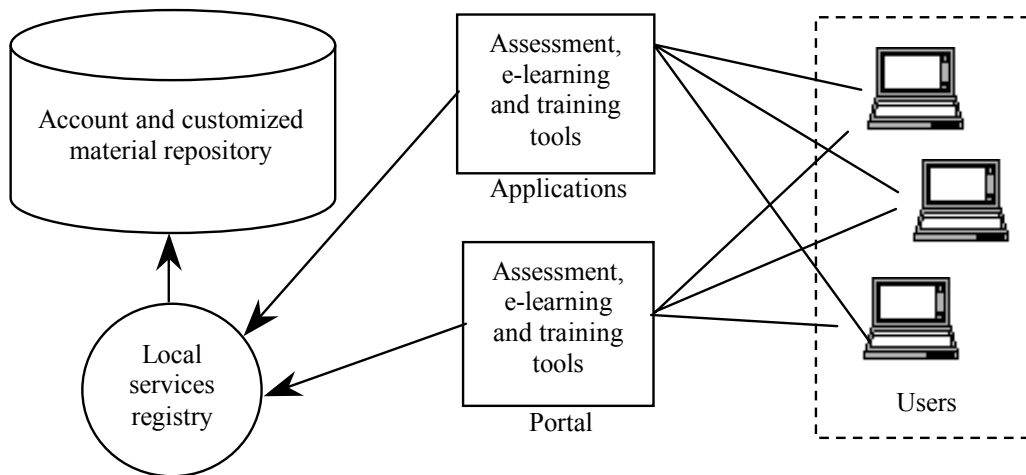 Account and customized
material repository
Local
services
registry
Assessment,
e-learning
and training
tools
Applications
Assessment,
e-learning
and training
tools
Portal
Users